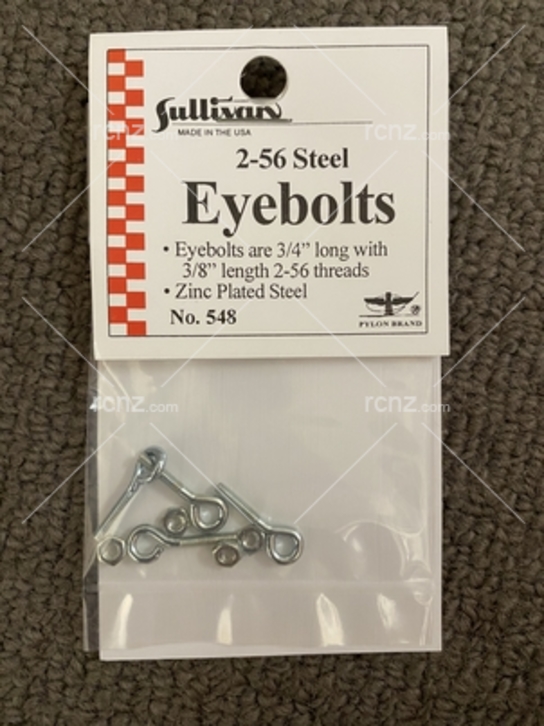 Sullivan
MADE IN THE USA
rcnz.com
rcnz.com
2-56 Steel
Eyebolts
• Eyebolts are 3/4” long with
3/8” length 2-56 threads
• Zinc Plated Steel
No. 548
PYLON BRAND
rcnz.com
rcnz.com